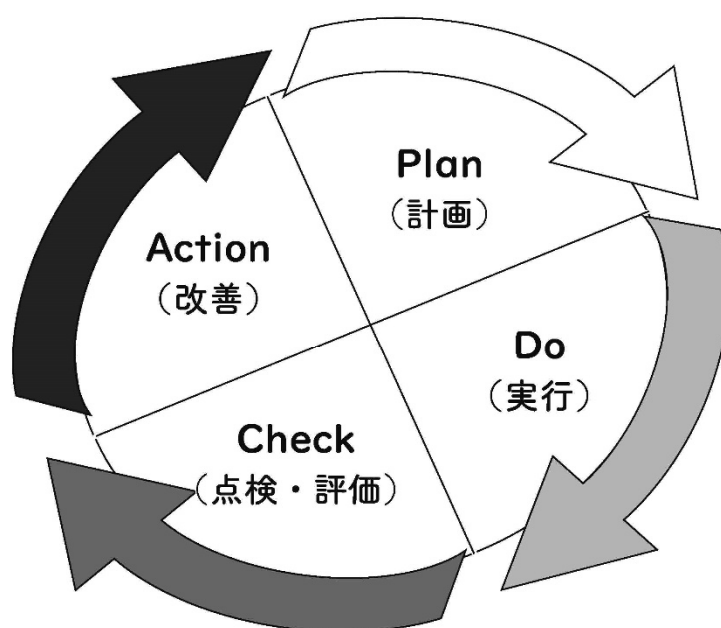 Plan
（計画）
Do
（実行）
Check
（点検・評価）
Action
（改善）